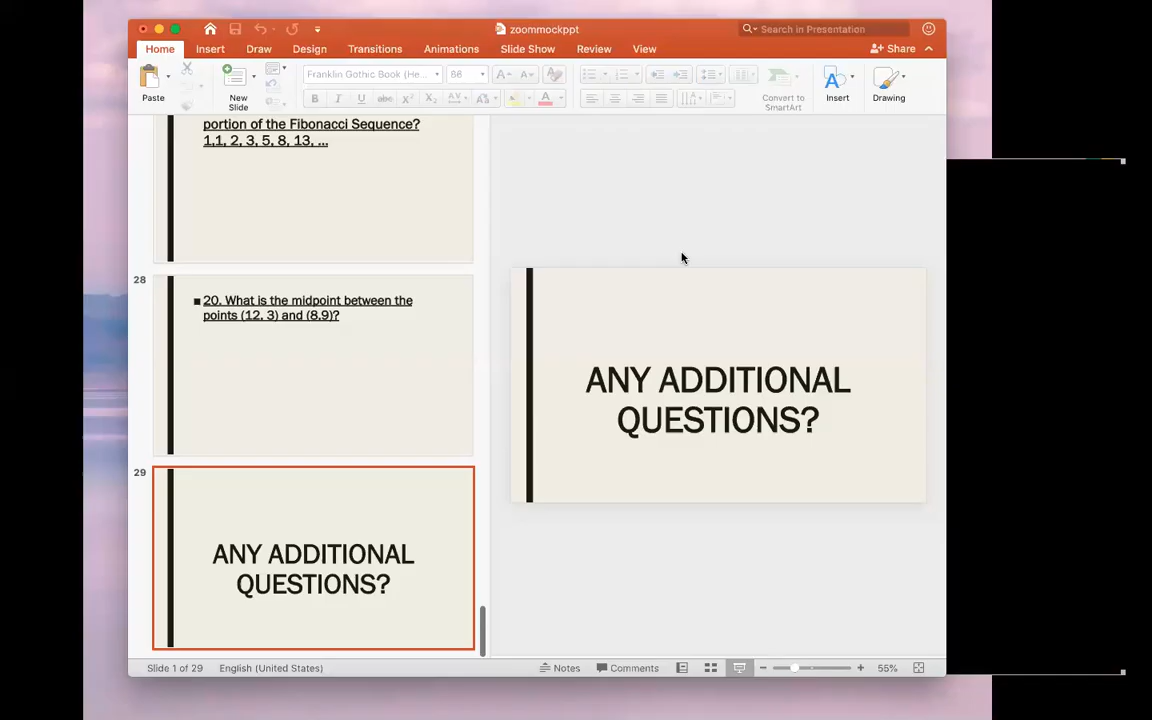 zoommockppt
Search in Presentation
Home Insert Draw Design Transitions Animations Slide Show Review View
Share
Paste
New
Slide
Franklin Gothic Book (He...
86
Convert to
SmartArt
Insert
Drawing
portion of the Fibonacci Sequence?
1,1, 2, 3, 5, 8, 13, ...
28
20. What is the midpoint between the
points (12, 3) and (8,9)?
29
ANY ADDITIONAL
QUESTIONS?
ANY ADDITIONAL
QUESTIONS?
Slide 1 of 29 English (United States) Notes Comments 55%